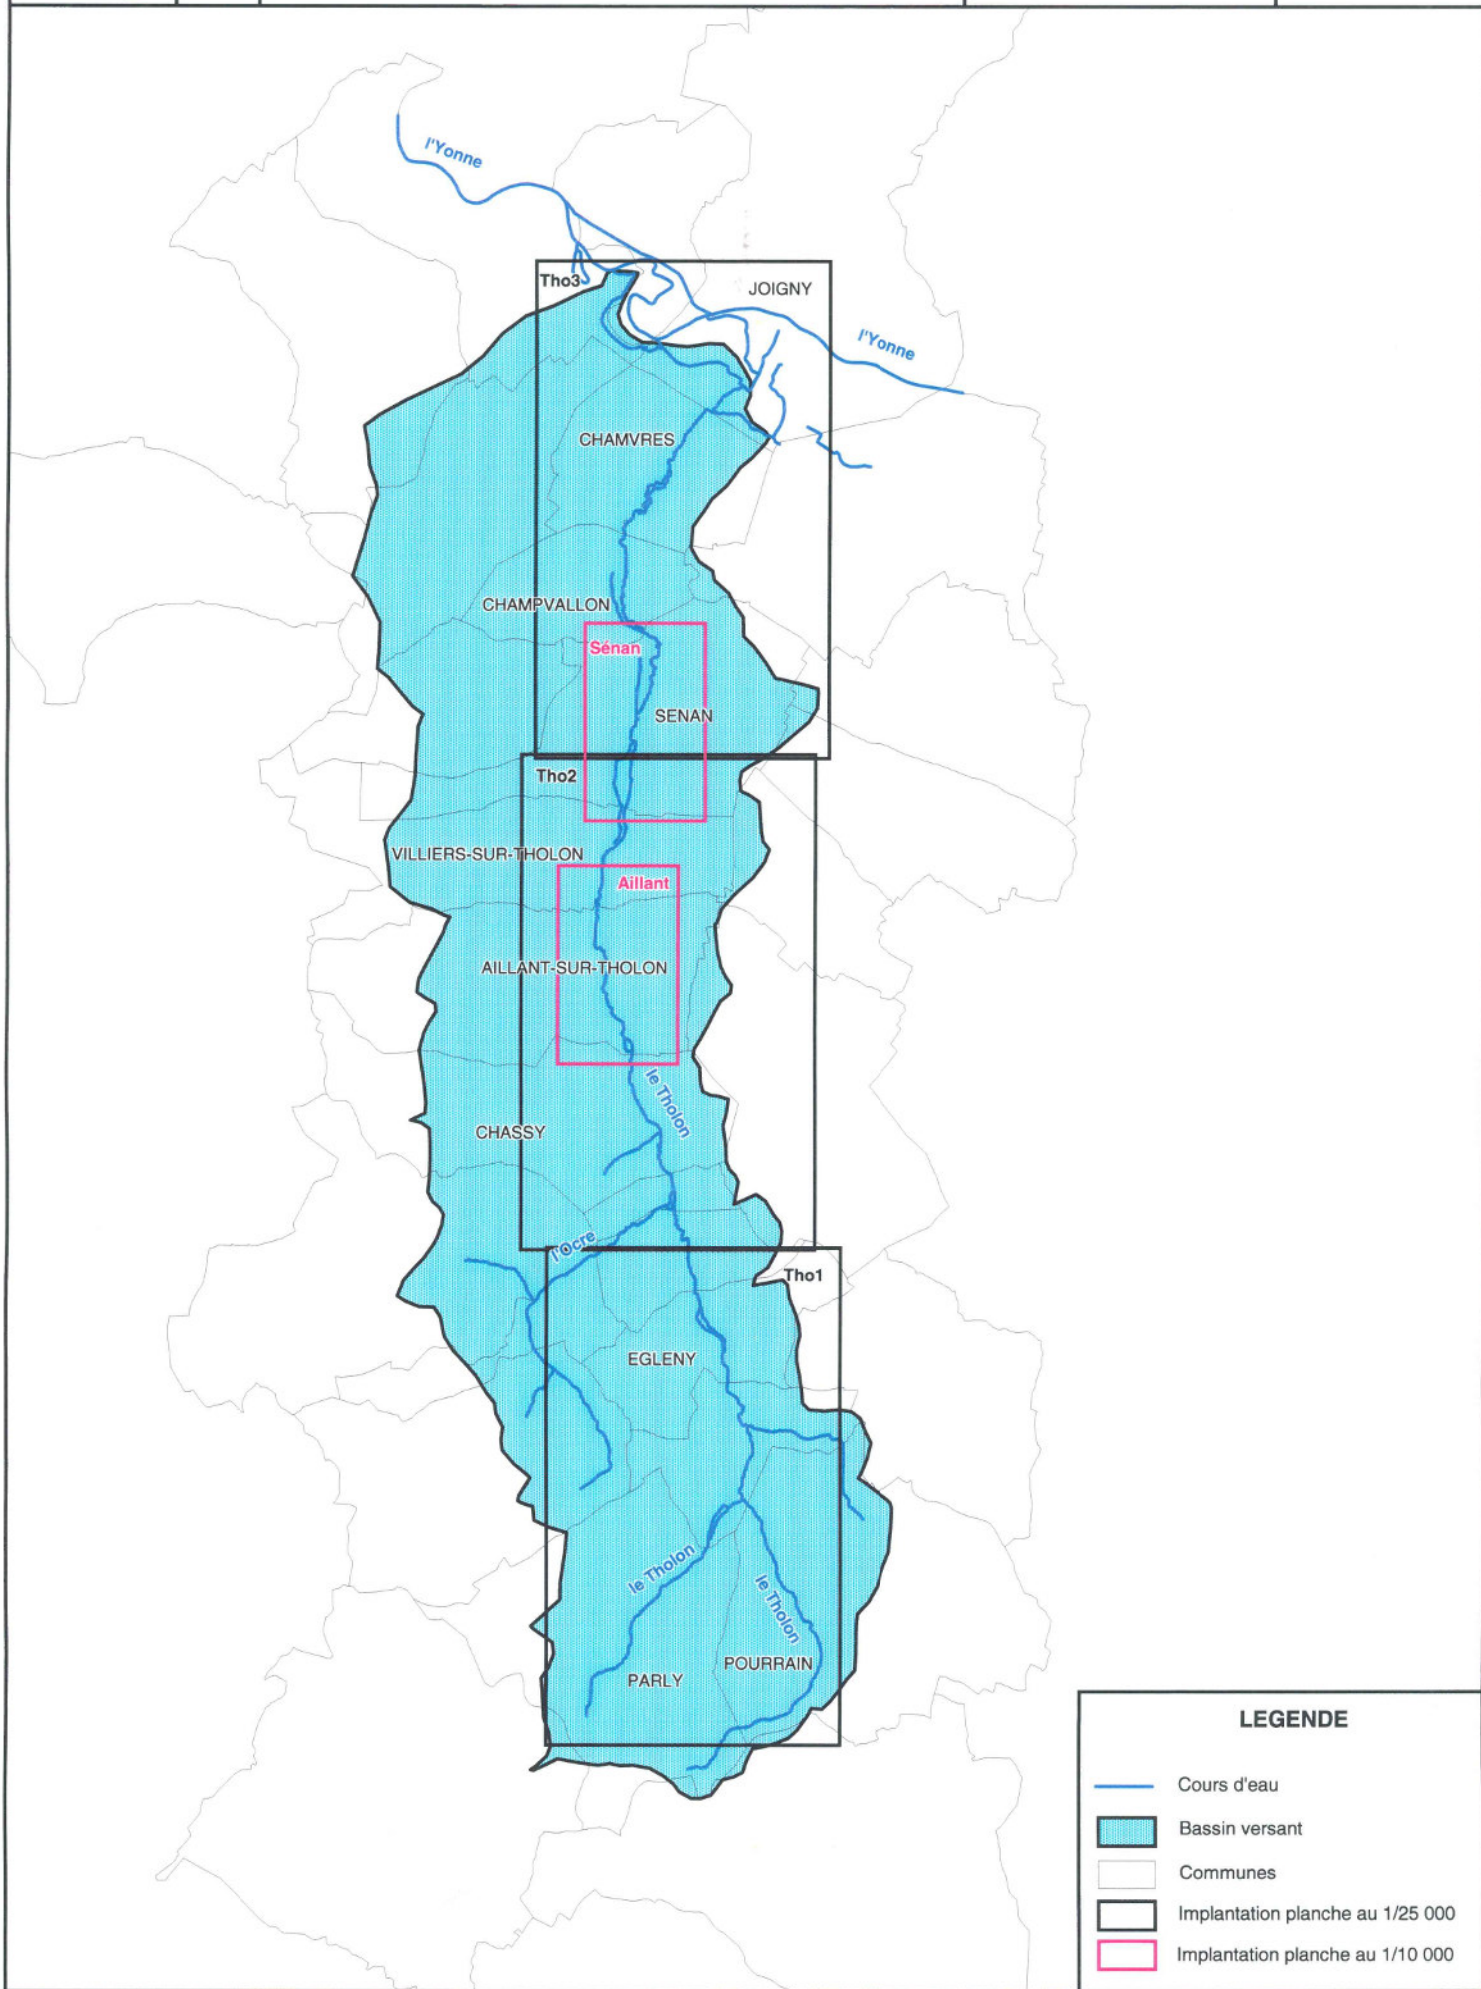 l'Yonne
Tho3
JOIGNY
l'Yonne
CHAMVRES
CHAMPVALLON
Sénan
SENAN
Tho2
VILLIERS-SUR-THOLON
Aillant
AILLANT-SUR-THOLON
le Tholon
CHASSY
l'Ocre
Tho1
EGLENY
le Tholon
le Tholon
POURRAIN
PARLY
LEGENDE
Cours d'eau
Bassin versant
Communes
Implantation planche au 1/25 000
Implantation planche au 1/10 000